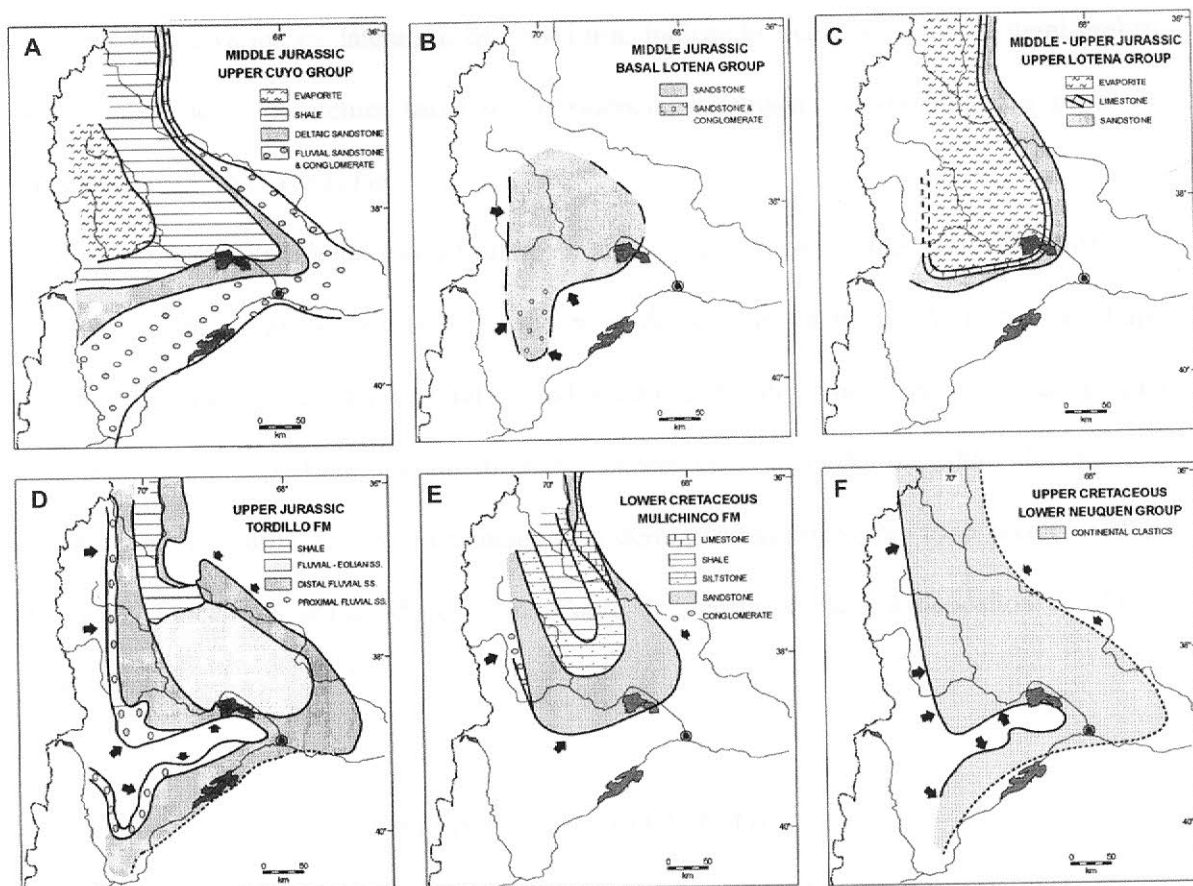 A
MIDDLE JURASSIC
UPPER CUYO GROUP
EVAPORITE
SHALE
DELTAIC SANDSTONE
FLUVIAL SANDSTONE
& CONGLOMERATE
68°
36°
38°
40°
0 50
km
B
70°
MIDDLE JURASSIC
BASAL LOTENA GROUP
SANDSTONE
SANDSTONE &
CONGLOMERATE
38°
40°
0 50
km
C
70°
68°
36°
MIDDLE - UPPER JURASSIC
UPPER LOTENA GROUP
EVAPORITE
LIMESTONE
SANDSTONE
38°
40°
0 50
km
D
70°
68°
36°
UPPER JURASSIC
TORDILLO FM
SHALE
FLUVIAL - EOLIAN SS.
DISTAL FLUVIAL SS.
PROXIMAL FLUVIAL SS.
38°
40°
0 50
km
E
70°
68°
36°
LOWER CRETACEOUS
MULICHINCO FM
LIMESTONE
SHALE
SILTSTONE
SANDSTONE
CONGLOMERATE
38°
40°
0 50
km
F
70°
68°
36°
UPPER CRETACEOUS
LOWER NEUQUEN GROUP
CONTINENTAL CLASTICS
38°
40°
0 50
km